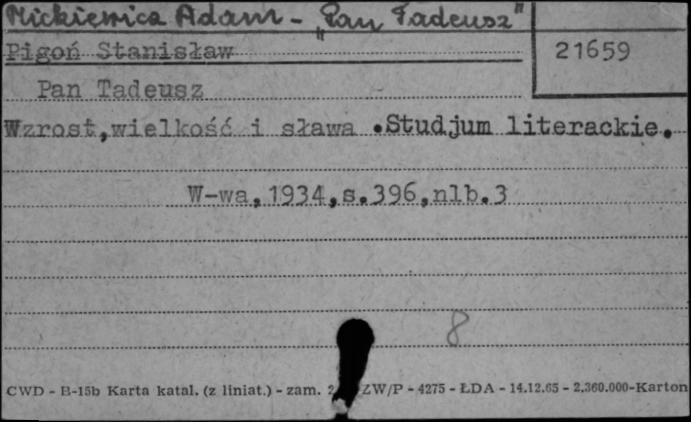 Mickiewicz Adam - "Pan Tadeusz"
Pigoń Stanisław
21659
Pan Tadeusz
Wzrost,wielkość i sława .Studjum literackie.
W-wa,1934,s.396,nlb.3
8
CWD - B-15b Karta katal. (z liniat.) - zam. 2 ZW/P - 4275 - ŁDA - 14.12.65 - 2.360.000-Karton